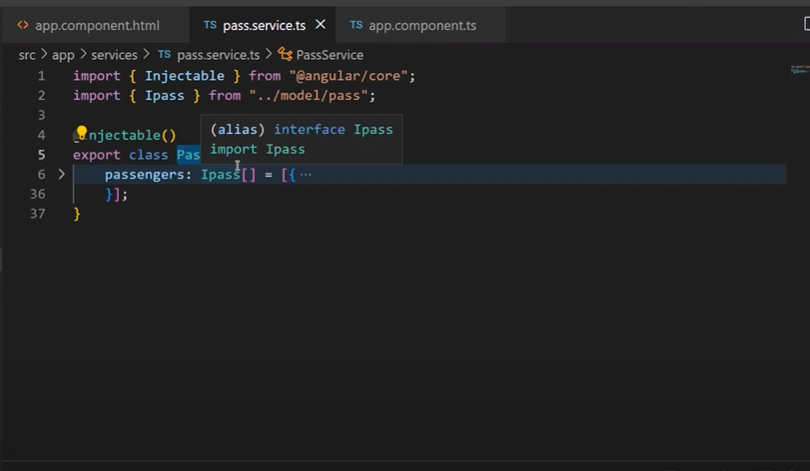 app.component.html TS pass.service.ts TS app.component.ts
src > app > services > TS pass.service.ts > PassService
1 import { Injectable } from "@angular/core";
2 import { Ipass } from "../model/pass";
3
4 @Injectable()
(alias) interface Ipass
import Ipass
5 export class Pas
6 passengers: Ipass[] = [{ ···
36 }];
37 }